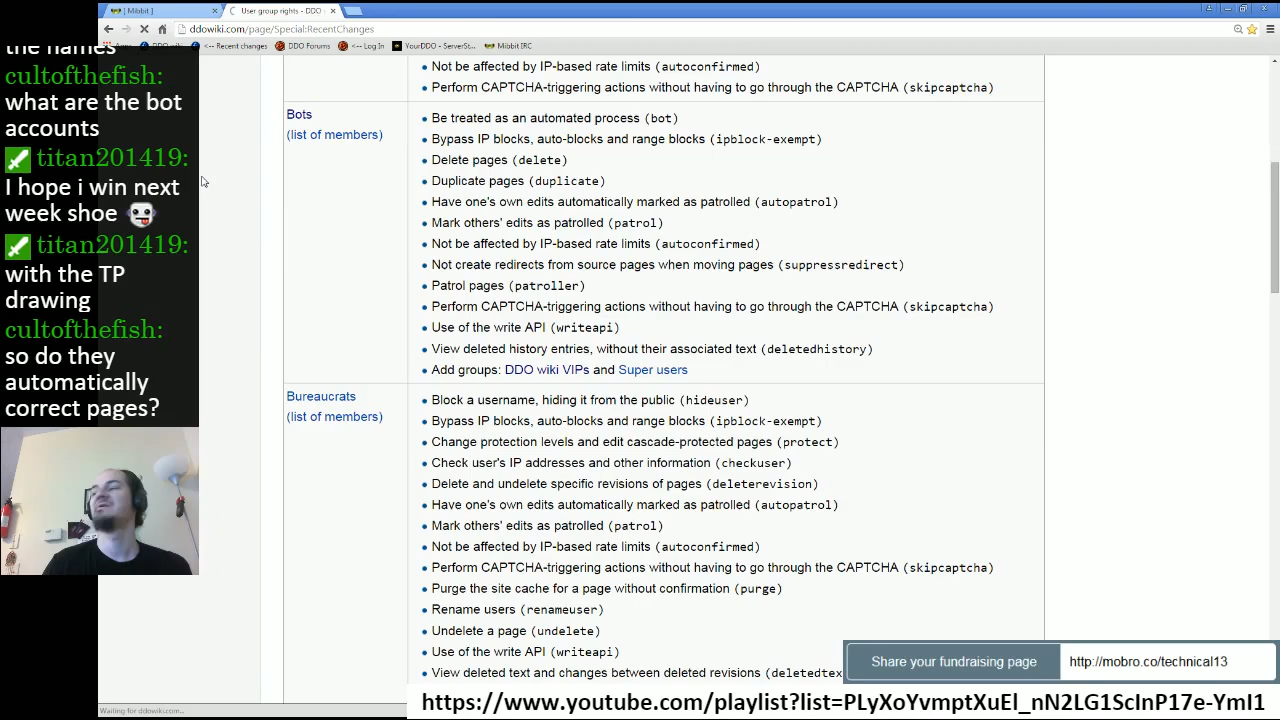 [ Mibbit ]
User group rights - DDO
ddowiki.com/page/Special:RecentChanges
Apps
DDO wiki
<-- Recent changes
DDO Forums
<-- Log In
YourDDO - ServerSt...
Mibbit IRC
the names
cultofthefish:
what are the bot
accounts
titan201419:
I hope i win next
week shoe
titan201419:
with the TP
drawing
cultofthefish:
so do they
automatically
correct pages?
Not be affected by IP-based rate limits (autoconfirmed)
Perform CAPTCHA-triggering actions without having to go through the CAPTCHA (skipcaptcha)
Bots
(list of members)
Be treated as an automated process (bot)
Bypass IP blocks, auto-blocks and range blocks (ipblock-exempt)
Delete pages (delete)
Duplicate pages (duplicate)
Have one's own edits automatically marked as patrolled (autopatrol)
Mark others' edits as patrolled (patrol)
Not be affected by IP-based rate limits (autoconfirmed)
Not create redirects from source pages when moving pages (suppressredirect)
Patrol pages (patroller)
Perform CAPTCHA-triggering actions without having to go through the CAPTCHA (skipcaptcha)
Use of the write API (writeapi)
View deleted history entries, without their associated text (deletedhistory)
Add groups: DDO wiki VIPs and Super users
Bureaucrats
(list of members)
Block a username, hiding it from the public (hideuser)
Bypass IP blocks, auto-blocks and range blocks (ipblock-exempt)
Change protection levels and edit cascade-protected pages (protect)
Check user's IP addresses and other information (checkuser)
Delete and undelete specific revisions of pages (deleterevision)
Have one's own edits automatically marked as patrolled (autopatrol)
Mark others' edits as patrolled (patrol)
Not be affected by IP-based rate limits (autoconfirmed)
Perform CAPTCHA-triggering actions without having to go through the CAPTCHA (skipcaptcha)
Purge the site cache for a page without confirmation (purge)
Rename users (renameuser)
Undelete a page (undelete)
Use of the write API (writeapi)
View deleted text and changes between deleted revisions (deletedtex
Share your fundraising page
http://mobro.co/technical13
Waiting for ddowiki.com...
https://www.youtube.com/playlist?list=PLyXoYvmptXuEl_nN2LG1ScInP17e-YmI1